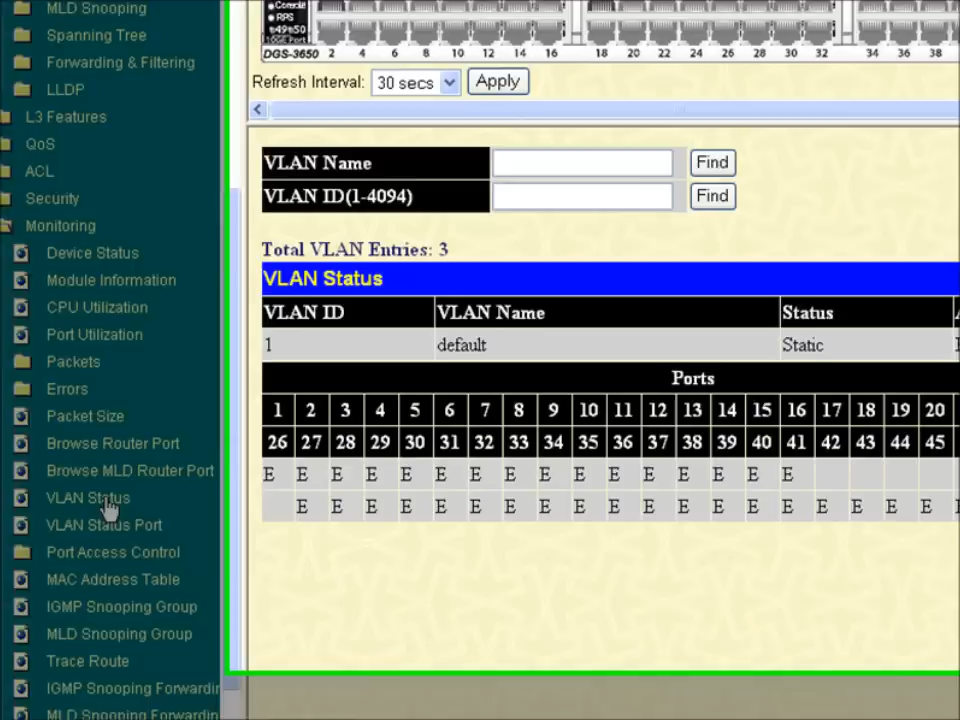 MLD Snooping
Spanning Tree
Forwarding & Filtering
LLDP
L3 Features
QoS
ACL
Security
Monitoring
Device Status
Module Information
CPU Utilization
Port Utilization
Packets
Errors
Packet Size
Browse Router Port
Browse MLD Router Port
VLAN Status
VLAN Status Port
Port Access Control
MAC Address Table
IGMP Snooping Group
MLD Snooping Group
Trace Route
IGMP Snooping Forwardin
MLD Snooping Forwardin
Console
RPS
DGS-3650 2 4 6 8 10 12 14 16 18 20 22 24 26 28 30 32 34 36 38
Refresh Interval: 30 secs Apply
VLAN Name Find
VLAN ID(1-4094) Find
Total VLAN Entries: 3
VLAN Status
VLAN ID VLAN Name Status
1 default Static
Ports
1 2 3 4 5 6 7 8 9 10 11 12 13 14 15 16 17 18 19 20
26 27 28 29 30 31 32 33 34 35 36 37 38 39 40 41 42 43 44 45
E E E E E E E E E E E E E E E E
E E E E E E E E E E E E E E E E E E E E